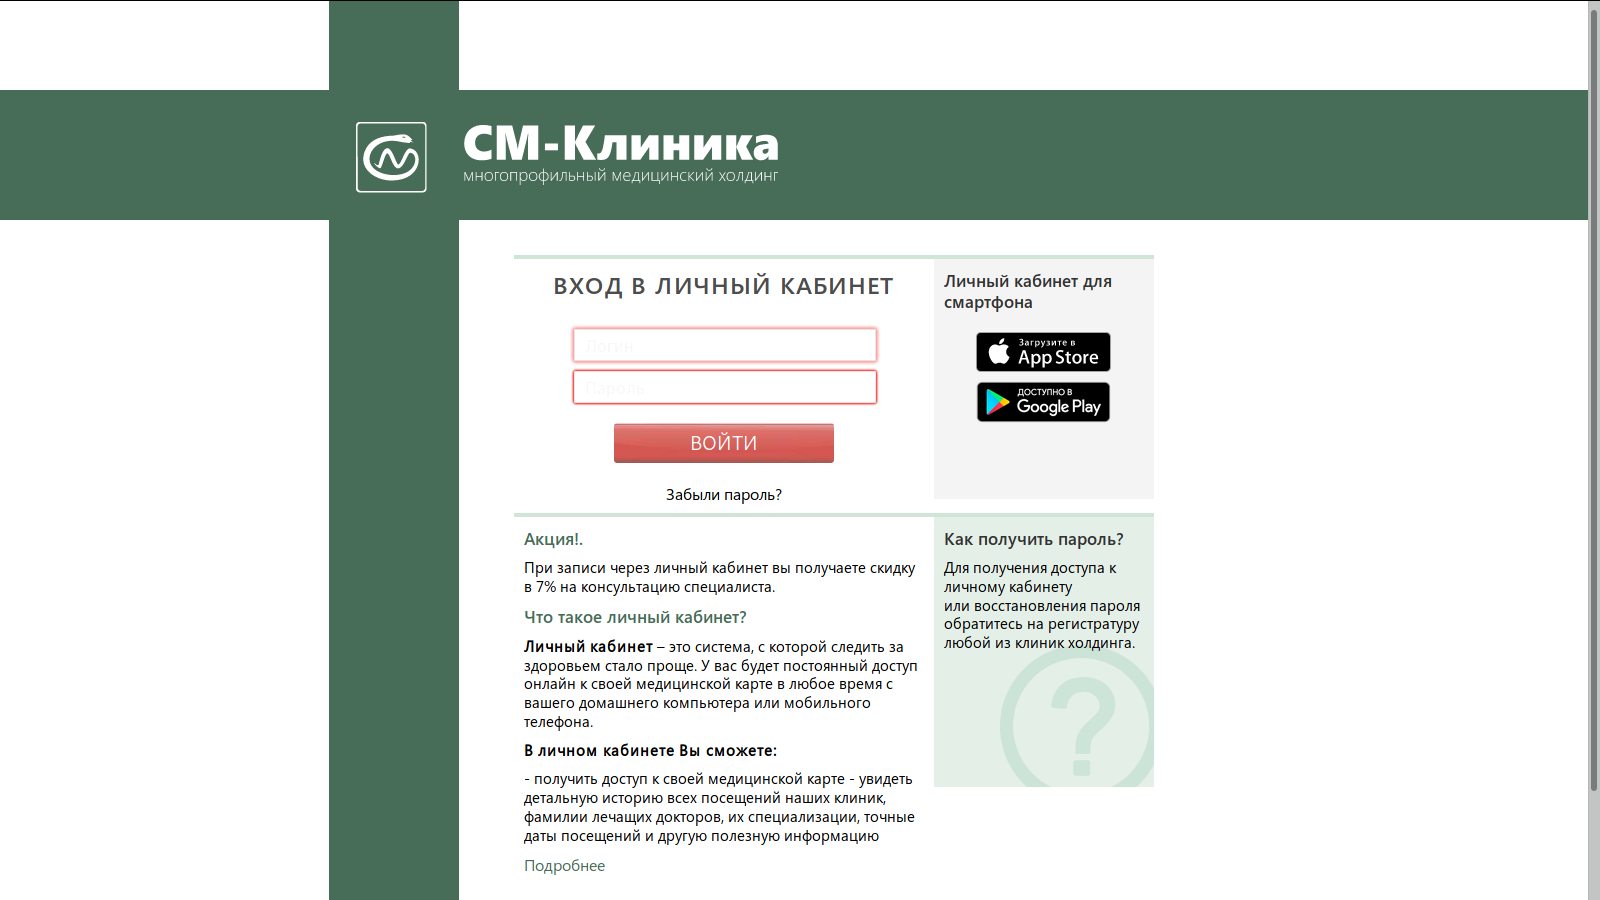 СМ-Клиника
многопрофильный медицинский холдинг
ВХОД В ЛИЧНЫЙ КАБИНЕТ
Логин
Пароль
ВОЙТИ
Забыли пароль?
Личный кабинет для
смартфона
Загрузите в
App Store
ДОСТУПНО В
Google Play
Акция!.
При записи через личный кабинет вы получаете скидку
в 7% на консультацию специалиста.
Что такое личный кабинет?
Личный кабинет – это система, с которой следить за
здоровьем стало проще. У вас будет постоянный доступ
онлайн к своей медицинской карте в любое время с
вашего домашнего компьютера или мобильного
телефона.
В личном кабинете Вы сможете:
- получить доступ к своей медицинской карте - увидеть
детальную историю всех посещений наших клиник,
фамилии лечащих докторов, их специализации, точные
даты посещений и другую полезную информацию
Подробнее
Как получить пароль?
Для получения доступа к
личному кабинету
или восстановления пароля
обратитесь на регистратуру
любой из клиник холдинга.